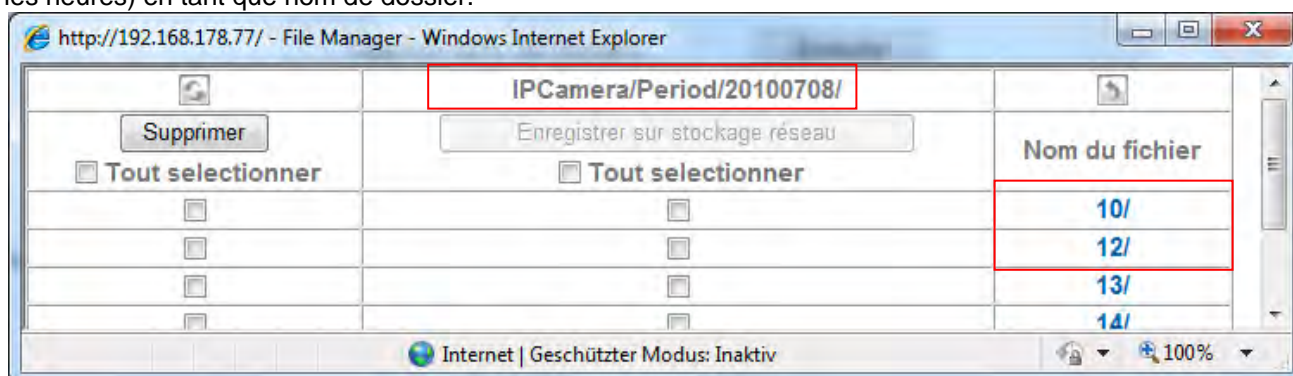 les heures) en tant que nom de dossier.
http://192.168.178.77/ - File Manager - Windows Internet Explorer
IPCamera/Period/20100708/
Supprimer
Enregistrer sur stockage réseau
Nom du fichier
Tout selectionner
Tout selectionner
10/
12/
13/
14/
Internet | Geschützter Modus: Inaktiv
100%